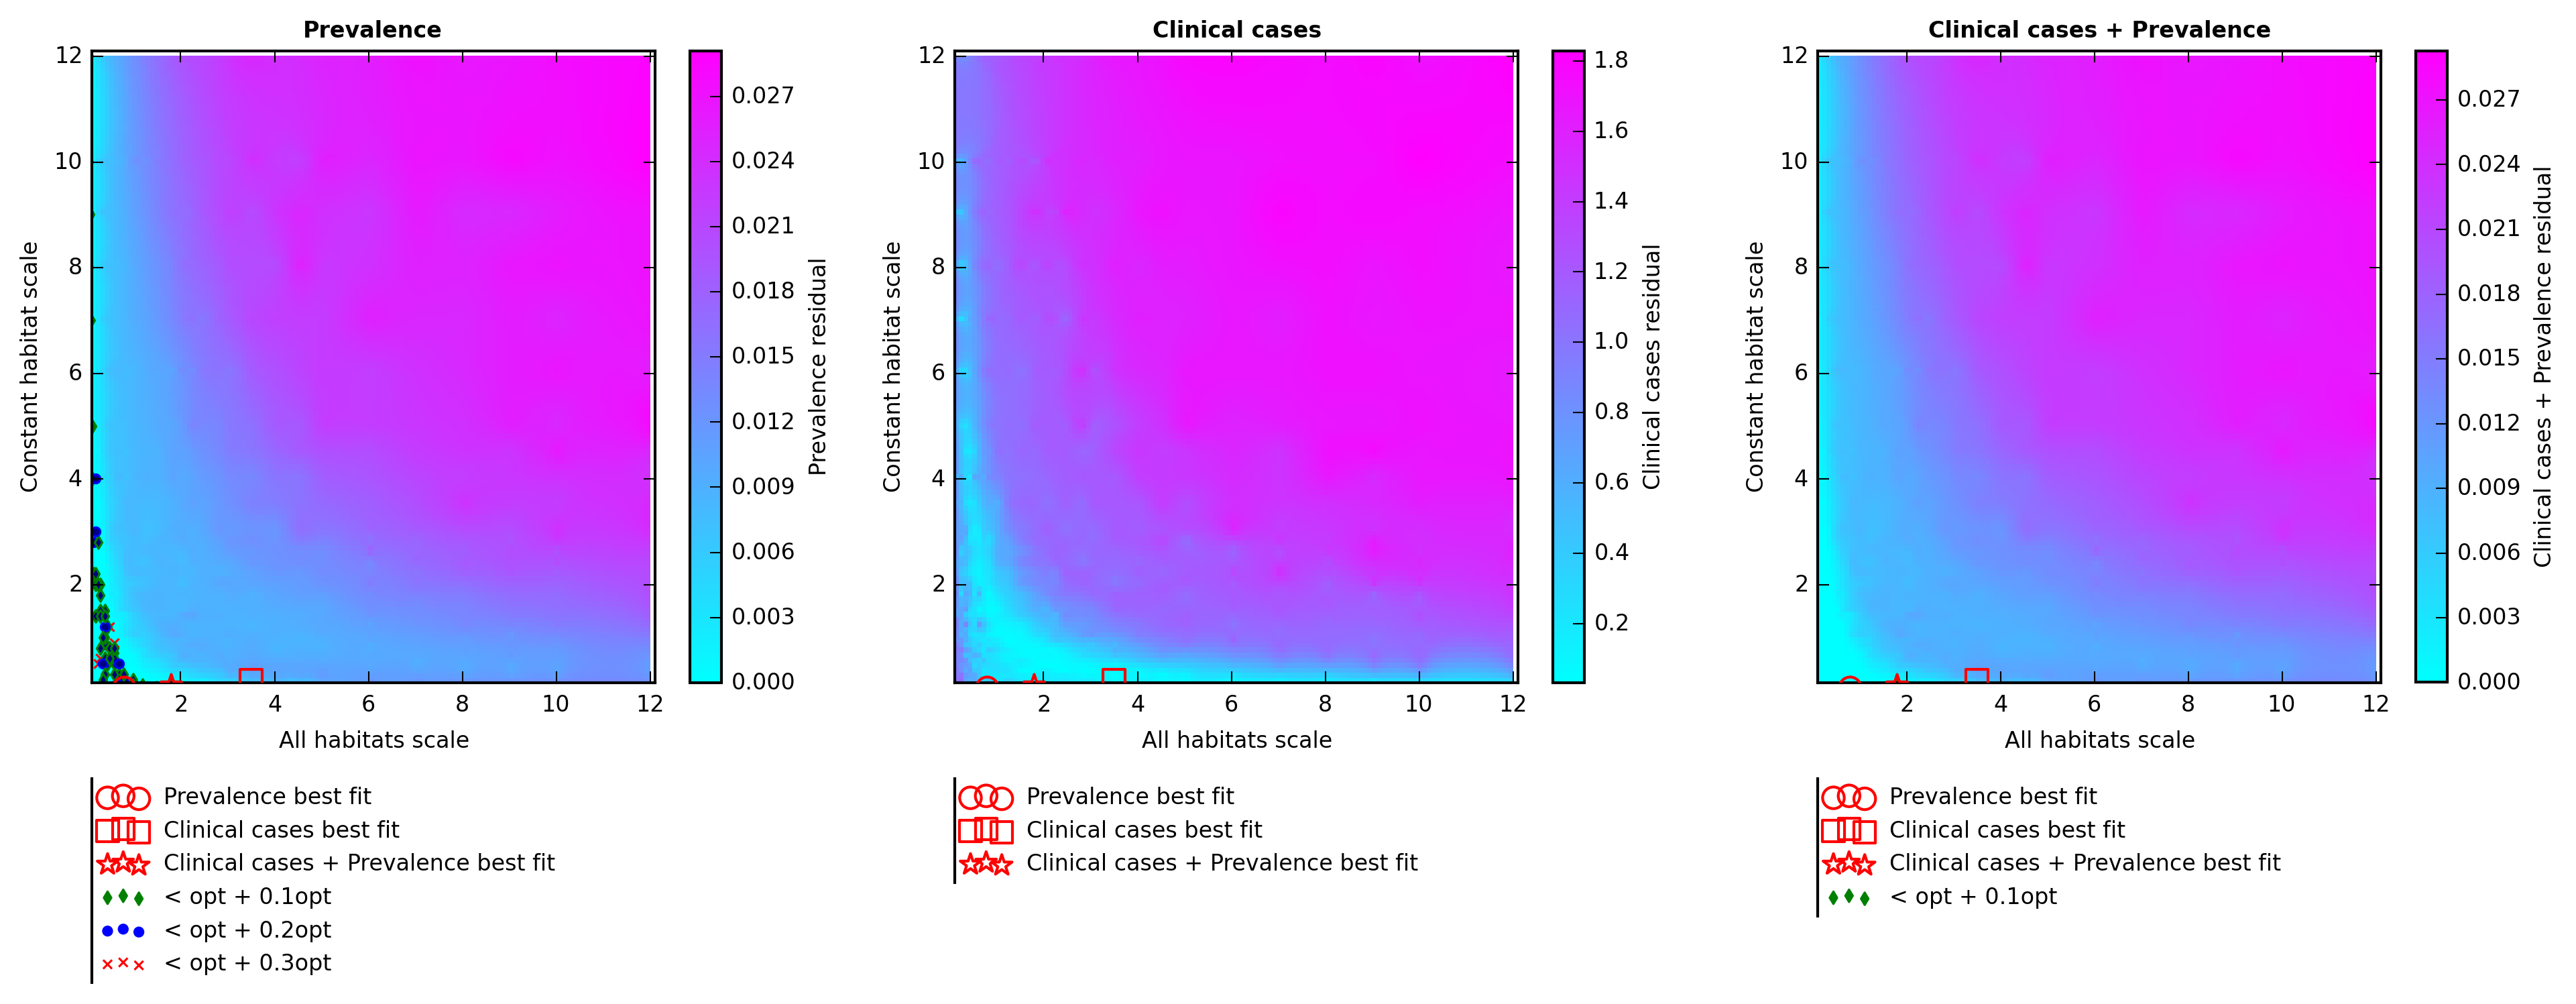 Prevalence
12
10
8
6
4
2
2 4 6 8 10 12
Constant habitat scale
All habitats scale
0.027
0.024
0.021
0.018
0.015
0.012
0.009
0.006
0.003
0.000
Prevalence residual
Prevalence best fit
Clinical cases best fit
Clinical cases + Prevalence best fit
< opt + 0.1opt
< opt + 0.2opt
< opt + 0.3opt
Clinical cases
12
10
8
6
4
2
2 4 6 8 10 12
Constant habitat scale
All habitats scale
1.8
1.6
1.4
1.2
1.0
0.8
0.6
0.4
0.2
Clinical cases residual
Prevalence best fit
Clinical cases best fit
Clinical cases + Prevalence best fit
Clinical cases + Prevalence
12
10
8
6
4
2
2 4 6 8 10 12
Constant habitat scale
All habitats scale
0.027
0.024
0.021
0.018
0.015
0.012
0.009
0.006
0.003
0.000
Clinical cases + Prevalence residual
Prevalence best fit
Clinical cases best fit
Clinical cases + Prevalence best fit
< opt + 0.1opt